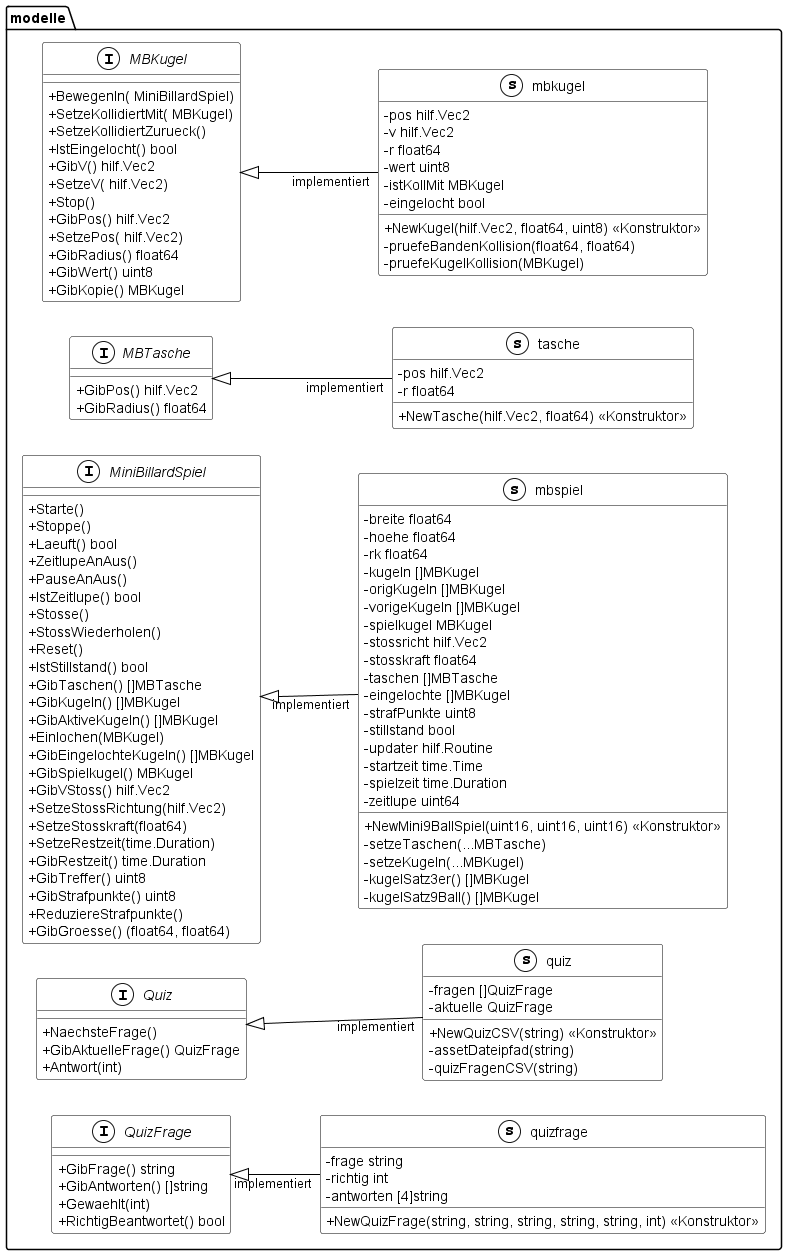 modelle
I MBKugel
+BewegenIn( MiniBillardSpiel)
+SetzeKollidiertMit( MBKugel)
+SetzeKollidiertZurueck()
+IstEingelocht() bool
+GibV() hilf.Vec2
+SetzeV( hilf.Vec2)
+Stop()
+GibPos() hilf.Vec2
+SetzePos( hilf.Vec2)
+GibRadius() float64
+GibWert() uint8
+GibKopie() MBKugel
implementiert
S mbkugel
-pos hilf.Vec2
-v hilf.Vec2
-r float64
-wert uint8
-istKollMit MBKugel
-eingelocht bool
+NewKugel(hilf.Vec2, float64, uint8) «Konstruktor»
-pruefeBandenKollision(float64, float64)
-pruefeKugelKollision(MBKugel)
I MBTasche
+GibPos() hilf.Vec2
+GibRadius() float64
implementiert
S tasche
-pos hilf.Vec2
-r float64
+NewTasche(hilf.Vec2, float64) «Konstruktor»
I MiniBillardSpiel
+Starte()
+Stoppe()
+Laeuft() bool
+ZeitlupeAnAus()
+PauseAnAus()
+IstZeitlupe() bool
+Stosse()
+StossWiederholen()
+Reset()
+IstStillstand() bool
+GibTaschen() []MBTasche
+GibKugeln() []MBKugel
+GibAktiveKugeln() []MBKugel
+Einlochen(MBKugel)
+GibEingelochteKugeln() []MBKugel
+GibSpielkugel() MBKugel
+GibVStoss() hilf.Vec2
+SetzeStossRichtung(hilf.Vec2)
+SetzeStosskraft(float64)
+SetzeRestzeit(time.Duration)
+GibRestzeit() time.Duration
+GibTreffer() uint8
+GibStrafpunkte() uint8
+ReduziereStrafpunkte()
+GibGroesse() (float64, float64)
implementiert
S mbspiel
-breite float64
-hoehe float64
-rk float64
-kugeln []MBKugel
-origKugeln []MBKugel
-vorigeKugeln []MBKugel
-spielkugel MBKugel
-stossricht hilf.Vec2
-stosskraft float64
-taschen []MBTasche
-eingelochte []MBKugel
-strafPunkte uint8
-stillstand bool
-updater hilf.Routine
-startzeit time.Time
-spielzeit time.Duration
-zeitlupe uint64
+NewMini9BallSpiel(uint16, uint16, uint16) «Konstruktor»
-setzeTaschen(...MBTasche)
-setzeKugeln(...MBKugel)
-kugelSatz3er() []MBKugel
-kugelSatz9Ball() []MBKugel
I Quiz
+NaechsteFrage()
+GibAktuelleFrage() QuizFrage
+Antwort(int)
implementiert
S quiz
-fragen []QuizFrage
-aktuelle QuizFrage
+NewQuizCSV(string) «Konstruktor»
-assetDateipfad(string)
-quizFragenCSV(string)
I QuizFrage
+GibFrage() string
+GibAntworten() []string
+Gewaehlt(int)
+RichtigBeantwortet() bool
implementiert
S quizfrage
-frage string
-richtig int
-antworten [4]string
+NewQuizFrage(string, string, string, string, string, int) «Konstruktor»